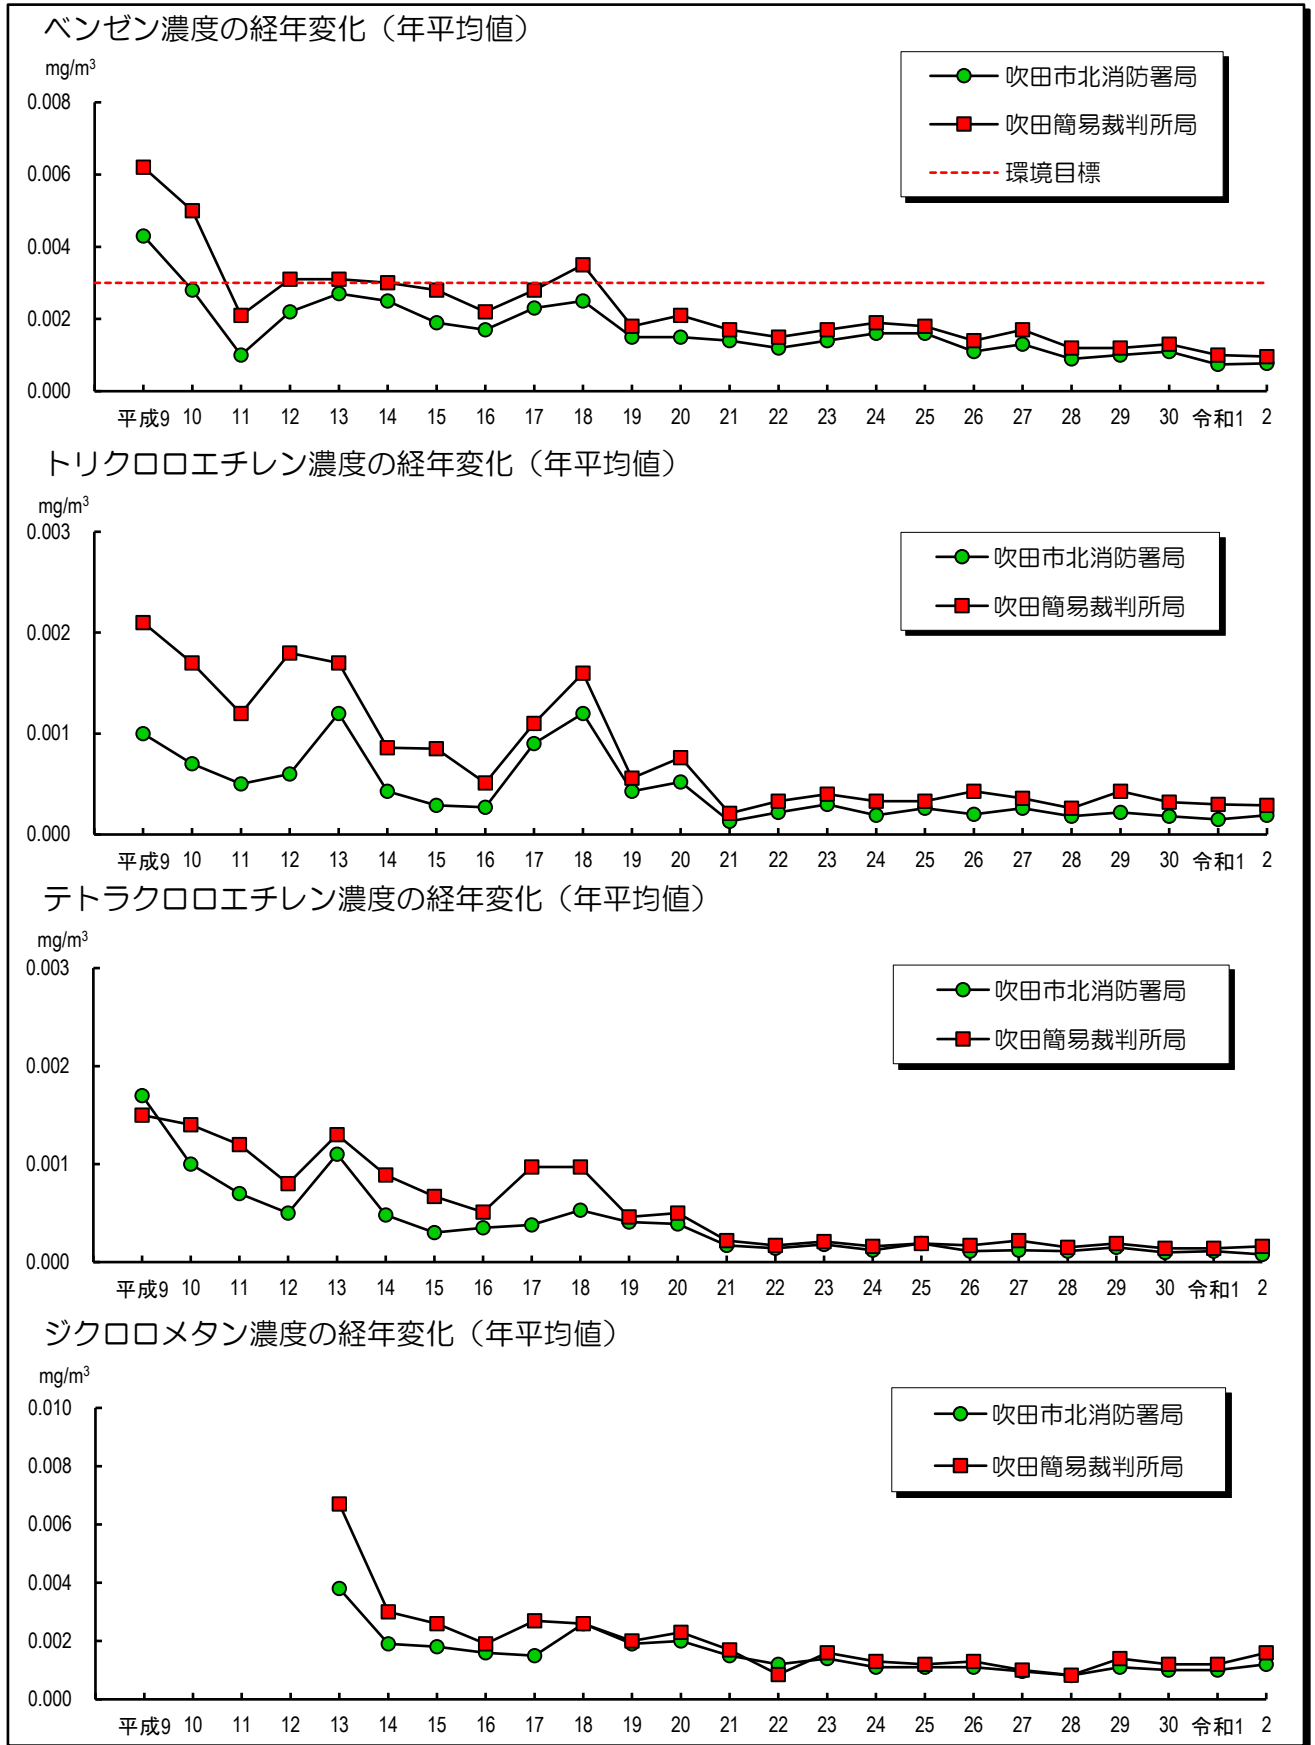 ベンゼン濃度の経年変化（年平均値）
mg/m³
吹田市北消防署局
吹田簡易裁判所局
環境目標
0.008
0.006
0.004
0.002
0.000
平成9 10 11 12 13 14 15 16 17 18 19 20 21 22 23 24 25 26 27 28 29 30 令和1 2
トリクロロエチレン濃度の経年変化（年平均値）
mg/m³
吹田市北消防署局
吹田簡易裁判所局
0.003
0.002
0.001
0.000
平成9 10 11 12 13 14 15 16 17 18 19 20 21 22 23 24 25 26 27 28 29 30 令和1 2
テトラクロロエチレン濃度の経年変化（年平均値）
mg/m³
吹田市北消防署局
吹田簡易裁判所局
0.003
0.002
0.001
0.000
平成9 10 11 12 13 14 15 16 17 18 19 20 21 22 23 24 25 26 27 28 29 30 令和1 2
ジクロロメタン濃度の経年変化（年平均値）
mg/m³
吹田市北消防署局
吹田簡易裁判所局
0.010
0.008
0.006
0.004
0.002
0.000
平成9 10 11 12 13 14 15 16 17 18 19 20 21 22 23 24 25 26 27 28 29 30 令和1 2